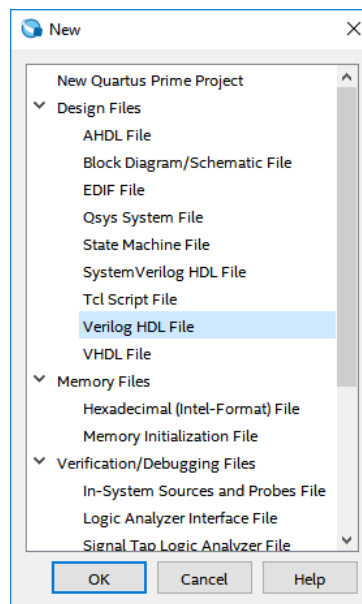 New
New Quartus Prime Project
Design Files
AHDL File
Block Diagram/Schematic File
EDIF File
Qsys System File
State Machine File
SystemVerilog HDL File
Tcl Script File
Verilog HDL File
VHDL File
Memory Files
Hexadecimal (Intel-Format) File
Memory Initialization File
Verification/Debugging Files
In-System Sources and Probes File
Logic Analyzer Interface File
Signal Tap Logic Analyzer File
OK Cancel Help